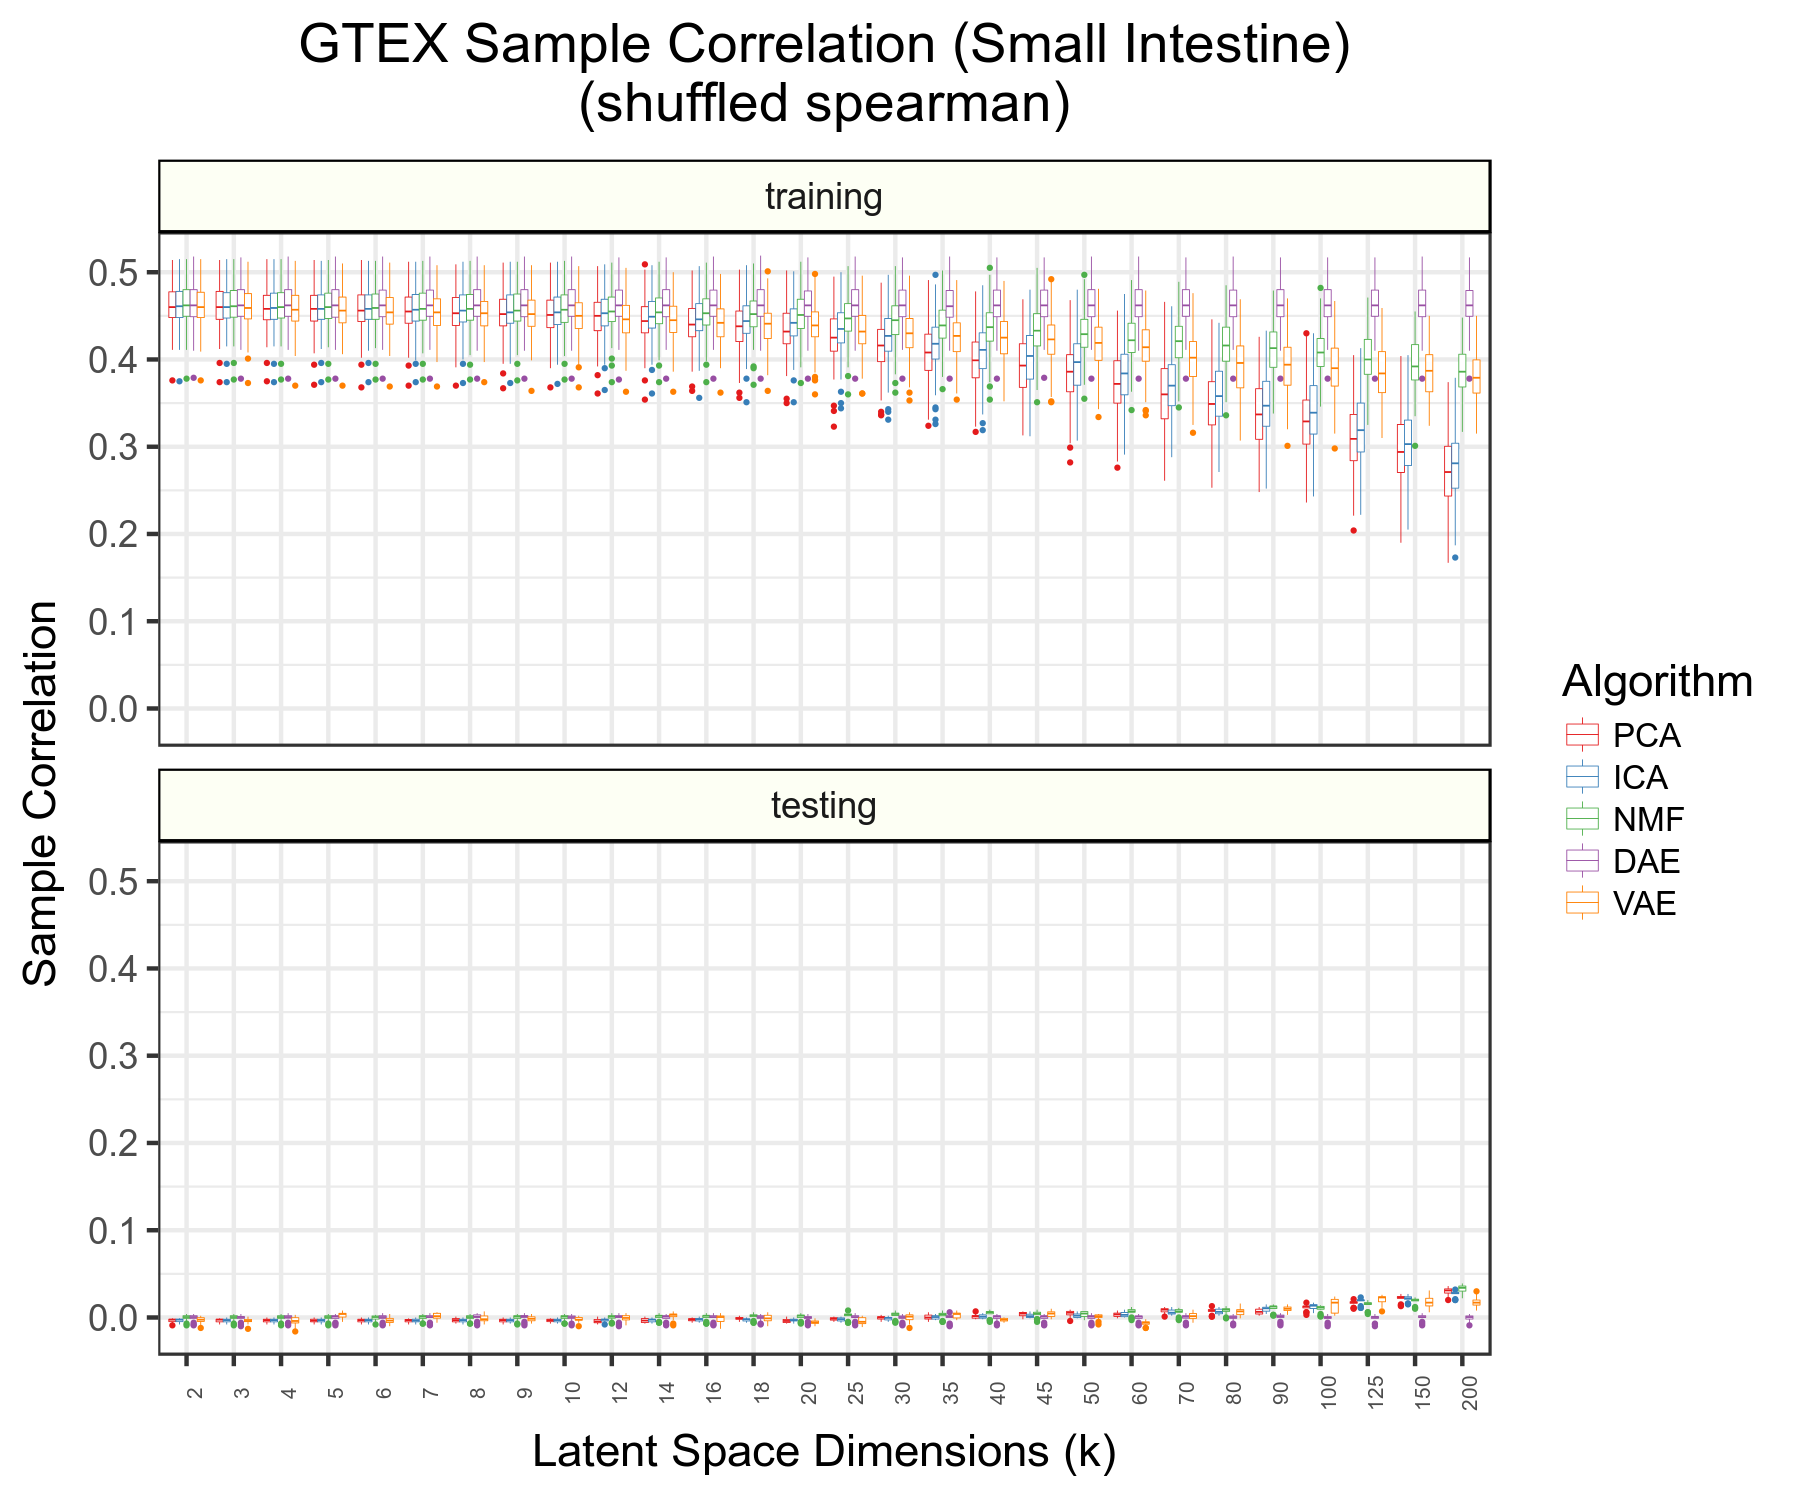 GTEX Sample Correlation (Small Intestine)
(shuffled spearman)
training
0.5
0.4
0.3
0.2
0.1
0.0
testing
0.5
0.4
0.3
0.2
0.1
0.0
Sample Correlation
2 3 4 5 6 7 8 9 10 12 14 16 18 20 25 30 35 40 45 50 60 70 80 90 100 125 150 200
Latent Space Dimensions (k)
Algorithm
PCA
ICA
NMF
DAE
VAE